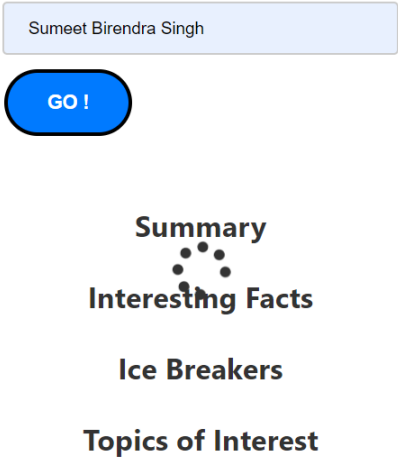 Sumeet Birendra Singh
GO !
Summary
Interesting Facts
Ice Breakers
Topics of Interest